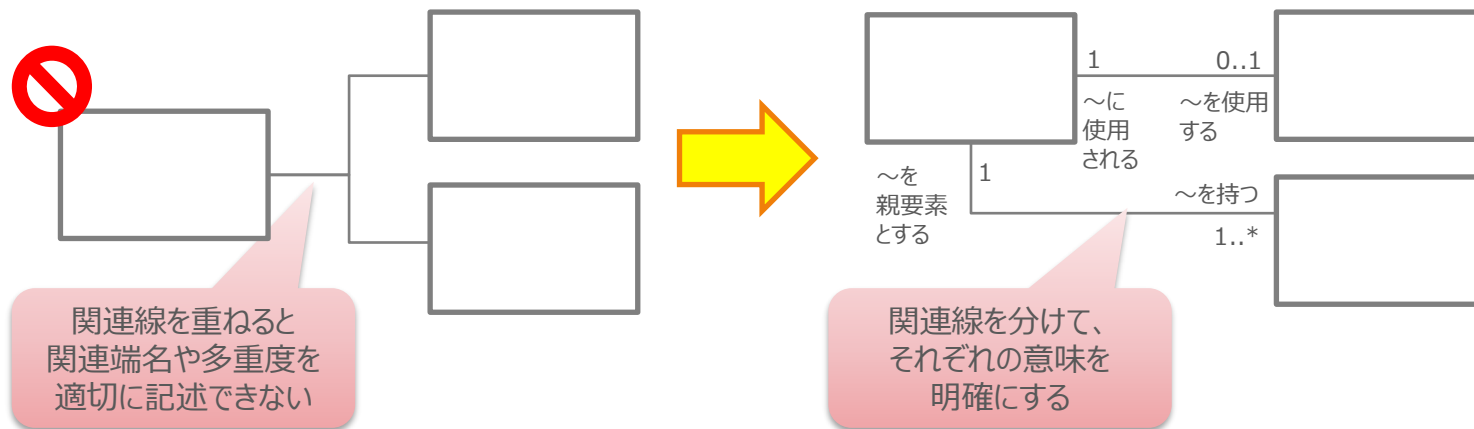 関連線を重ねると
関連端名や多重度を
適切に記述できない
1
0..1
～に
使用
される
～を使用
する
～を
親要素
とする
1
～を持つ
1..*
関連線を分けて、
それぞれの意味を
明確にする